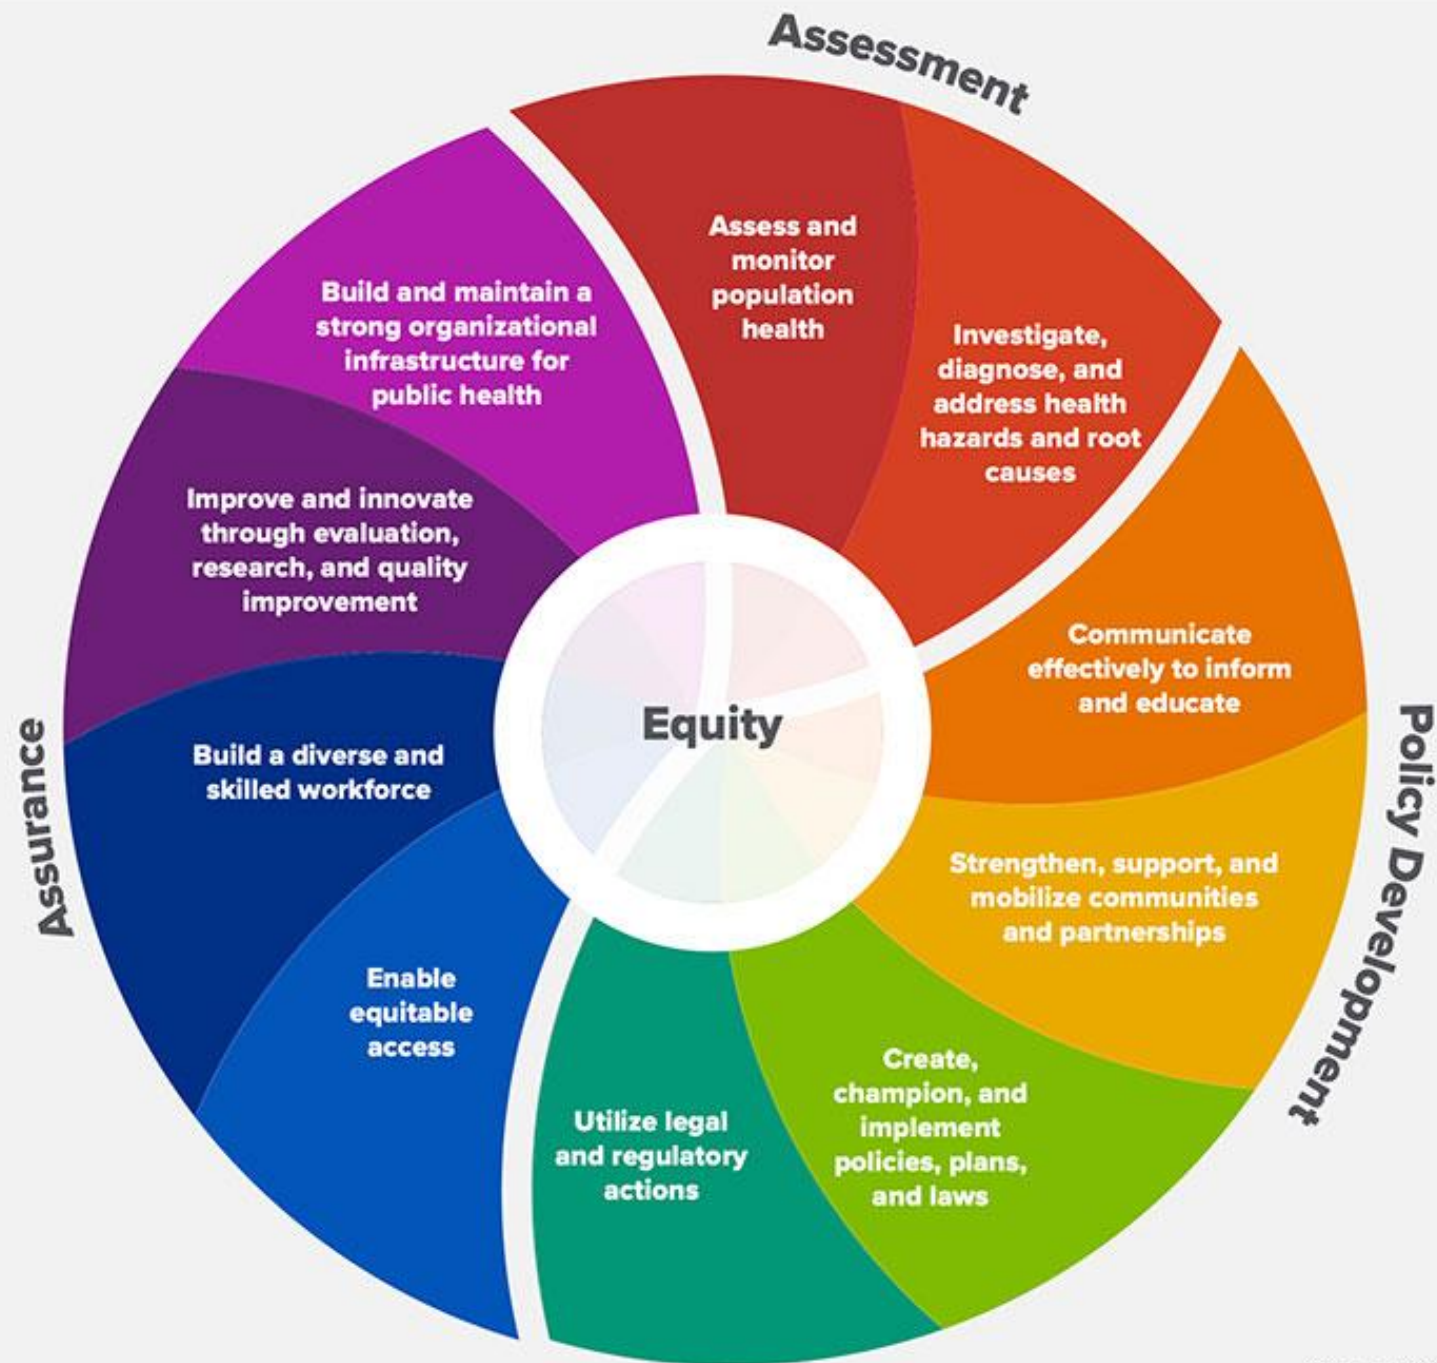 Assessment
Assess and
monitor
population
health
Investigate,
diagnose, and
address health
hazards and root
causes
Policy Development
Communicate
effectively to inform
and educate
Strengthen, support, and
mobilize communities
and partnerships
Create,
champion, and
implement
policies, plans,
and laws
Utilize legal
and regulatory
actions
Assurance
Enable
equitable
access
Build a diverse and
skilled workforce
Improve and innovate
through evaluation,
research, and quality
improvement
Build and maintain a
strong organizational
infrastructure for
public health
Equity